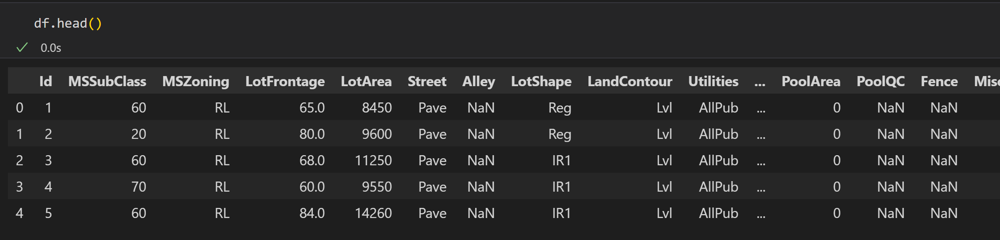 df.head()
0.0s
Id MSSubClass MSZoning LotFrontage LotArea Street Alley LotShape LandContour Utilities ... PoolArea PoolQC Fence Misc
0 1 60 RL 65.0 8450 Pave NaN Reg Lvl AllPub ... 0 NaN NaN
1 2 20 RL 80.0 9600 Pave NaN Reg Lvl AllPub ... 0 NaN NaN
2 3 60 RL 68.0 11250 Pave NaN IR1 Lvl AllPub ... 0 NaN NaN
3 4 70 RL 60.0 9550 Pave NaN IR1 Lvl AllPub ... 0 NaN NaN
4 5 60 RL 84.0 14260 Pave NaN IR1 Lvl AllPub ... 0 NaN NaN